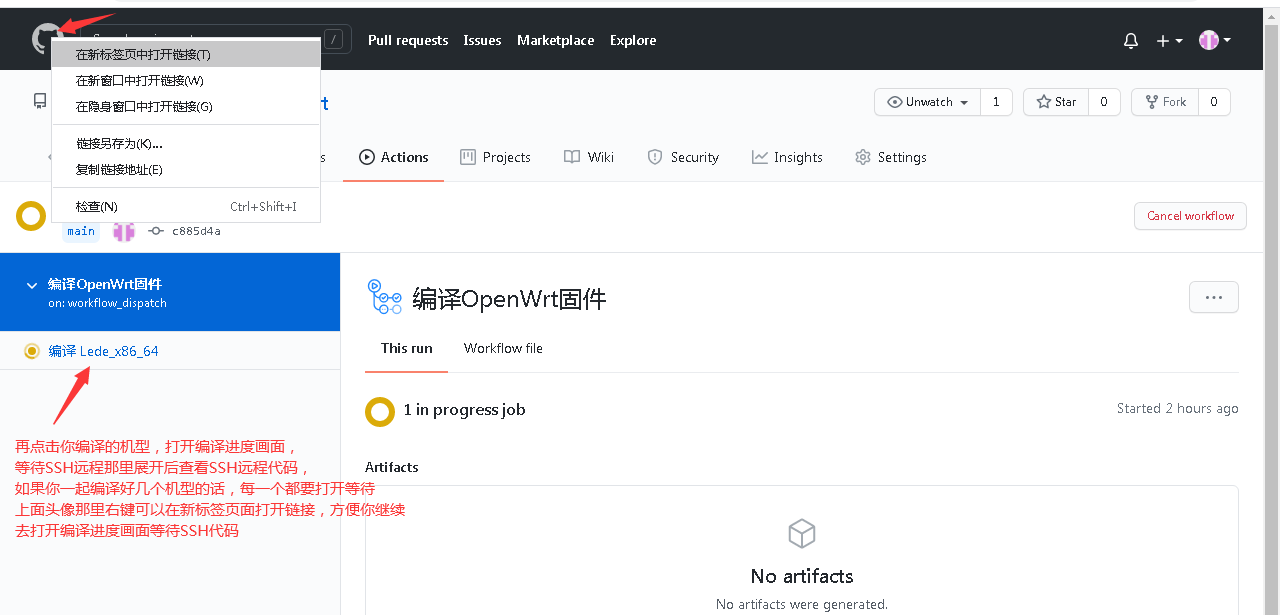 /
Pull requests
Issues
Marketplace
Explore
在新标签页中打开链接(T)
在新窗口中打开链接(W)
在隐身窗口中打开链接(G)
链接另存为(K)...
复制链接地址(E)
检查(N)
Ctrl+Shift+I
rt
Unwatch
1
Star
0
Fork
0
s
Actions
Projects
Wiki
Security
Insights
Settings
main
c885d4a
Cancel workflow
编译OpenWrt固件
on: workflow_dispatch
编译 Lede_x86_64
再点击你编译的机型，打开编译进度画面，
等待SSH远程那里展开后查看SSH远程代码，
如果你一起编译好几个机型的话，每一个都要打开等待
上面头像那里右键可以在新标签页面打开链接，方便你继续
去打开编译进度画面等待SSH代码
编译OpenWrt固件
...
This run
Workflow file
1 in progress job
Started 2 hours ago
Artifacts
No artifacts
No artifacts were generated.